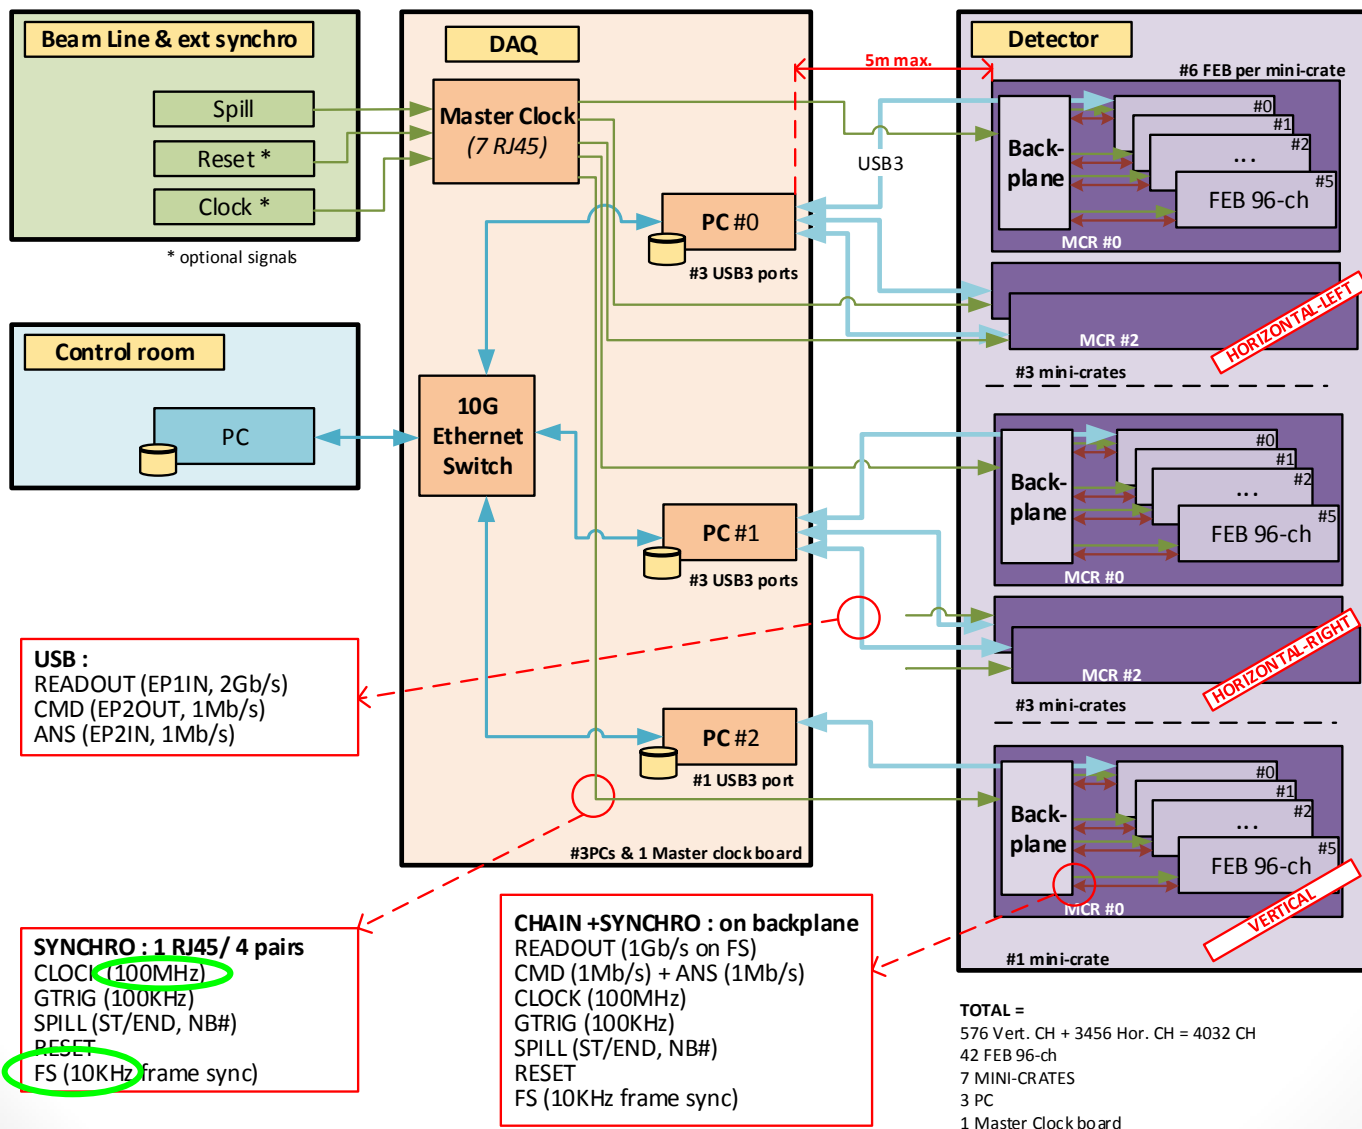 Beam Line & ext synchro
Spill
Reset *
Clock *
* optional signals
Control room
PC
DAQ
Master Clock
(7 RJ45)
PC #0
#3 USB3 ports
10G
Ethernet
Switch
PC #1
#3 USB3 ports
PC #2
#1 USB3 port
#3PCs & 1 Master clock board
5m max.
USB3
Detector
#6 FEB per mini-crate
Back-
plane
#0
#1
#2
...
#5
FEB 96-ch
MCR #0
MCR #2
HORIZONTAL-LEFT
#3 mini-crates
Back-
plane
#0
#1
#2
...
#5
FEB 96-ch
MCR #0
MCR #2
HORIZONTAL-RIGHT
#3 mini-crates
Back-
plane
#0
#1
#2
...
#5
FEB 96-ch
MCR #0
VERTICAL
#1 mini-crate
USB :
READOUT (EP1IN, 2Gb/s)
CMD (EP2OUT, 1Mb/s)
ANS (EP2IN, 1Mb/s)
SYNCHRO : 1 RJ45/ 4 pairs
CLOCK (100MHz)
GTRIG (100KHz)
SPILL (ST/END, NB#)
RESET
FS (10KHz frame sync)
CHAIN +SYNCHRO : on backplane
READOUT (1Gb/s on FS)
CMD (1Mb/s) + ANS (1Mb/s)
CLOCK (100MHz)
GTRIG (100KHz)
SPILL (ST/END, NB#)
RESET
FS (10KHz frame sync)
TOTAL =
576 Vert. CH + 3456 Hor. CH = 4032 CH
42 FEB 96-ch
7 MINI-CRATES
3 PC
1 Master Clock board